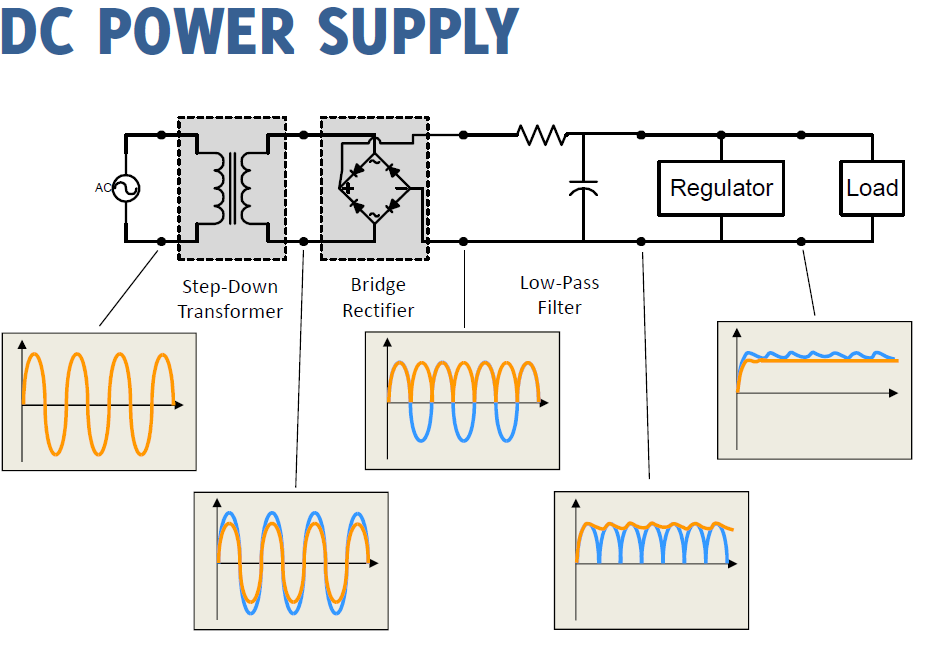 DC POWER SUPPLY
AC
Regulator
Load
Step-Down
Transformer
Bridge
Rectifier
Low-Pass
Filter